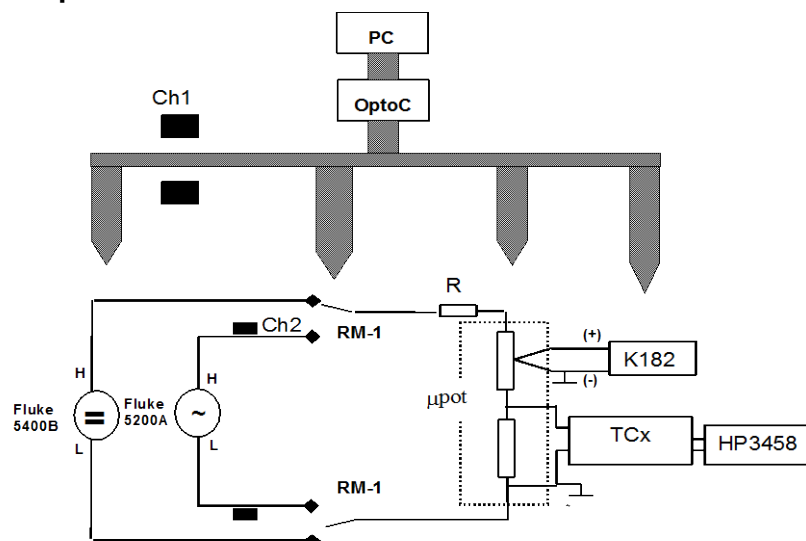 PC
OptoC
Ch1
R
Ch2
RM-1
(+)
K182
(-)
H
H
Fluke
5400B
=
Fluke
5200A
~
µpot
TCx
HP3458
L
L
RM-1